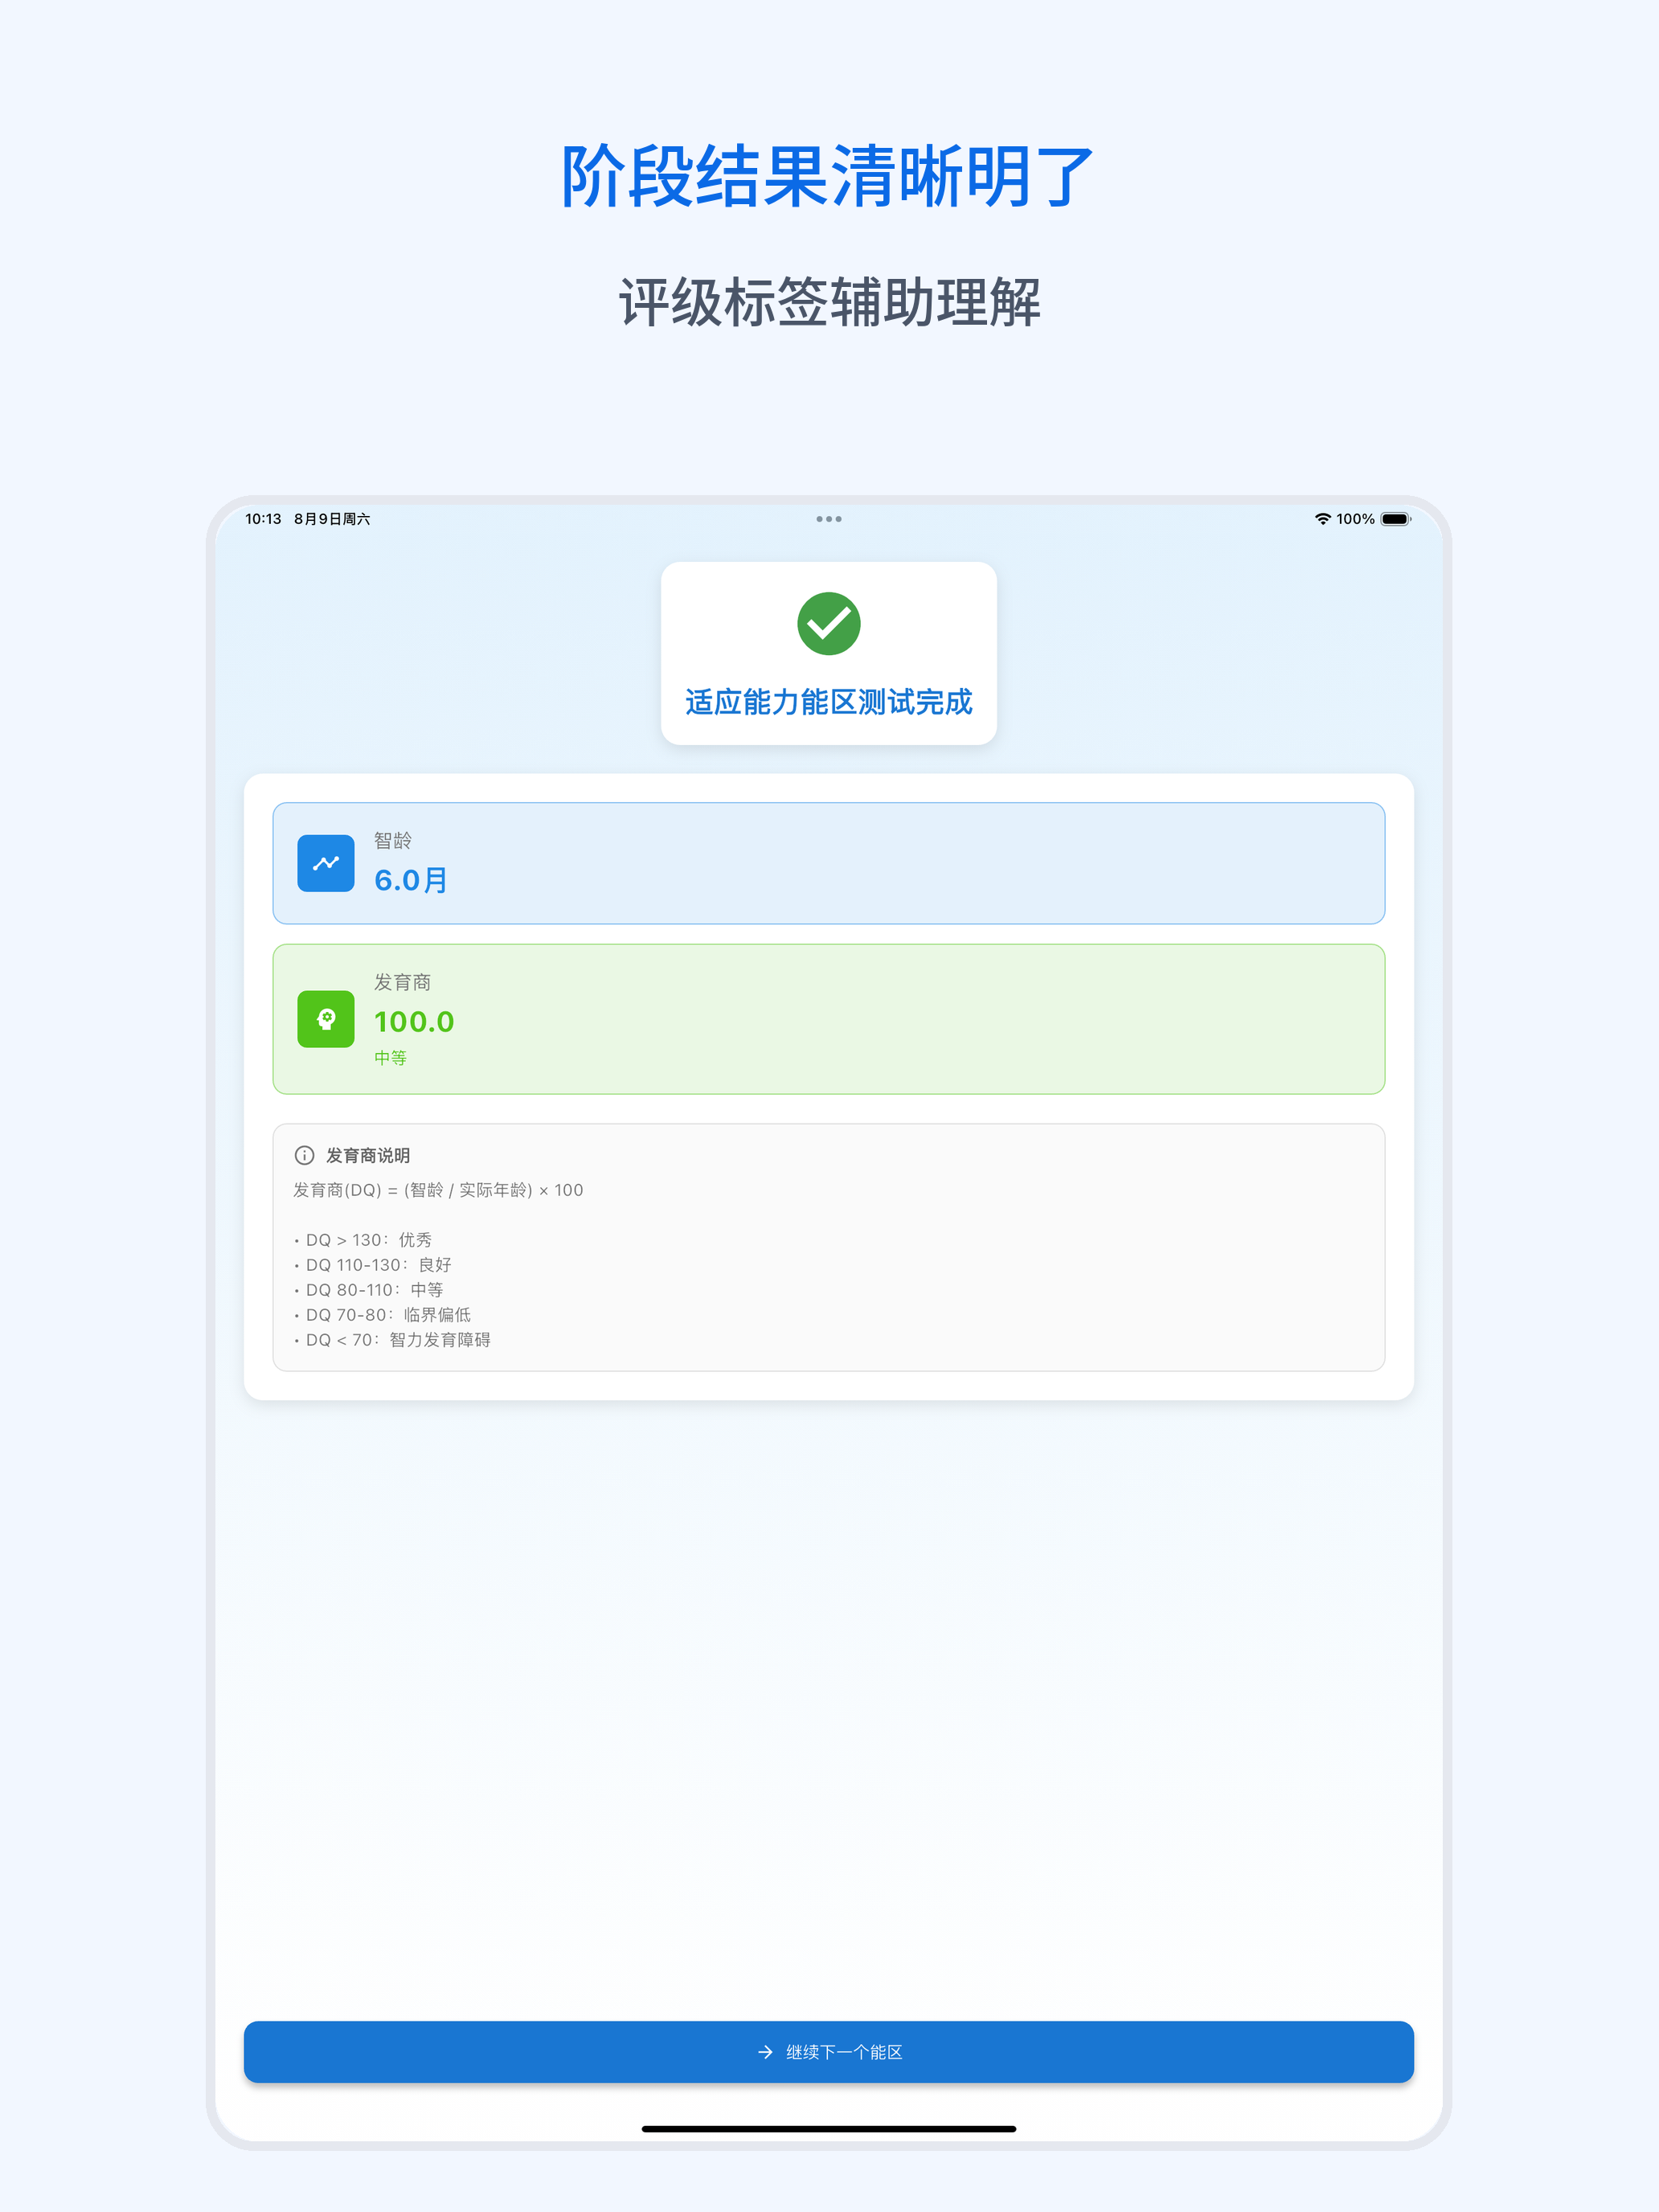 阶段结果清晰明了
评级标签辅助理解
10:13 8月9日周六
100%
适应能力能区测试完成
智龄
6.0月
发育商
100.0
中等
发育商说明
发育商(DQ) = (智龄 / 实际年龄) × 100
• DQ > 130：优秀
• DQ 110-130：良好
• DQ 80-110：中等
• DQ 70-80：临界偏低
• DQ < 70：智力发育障碍
→ 继续下一个能区